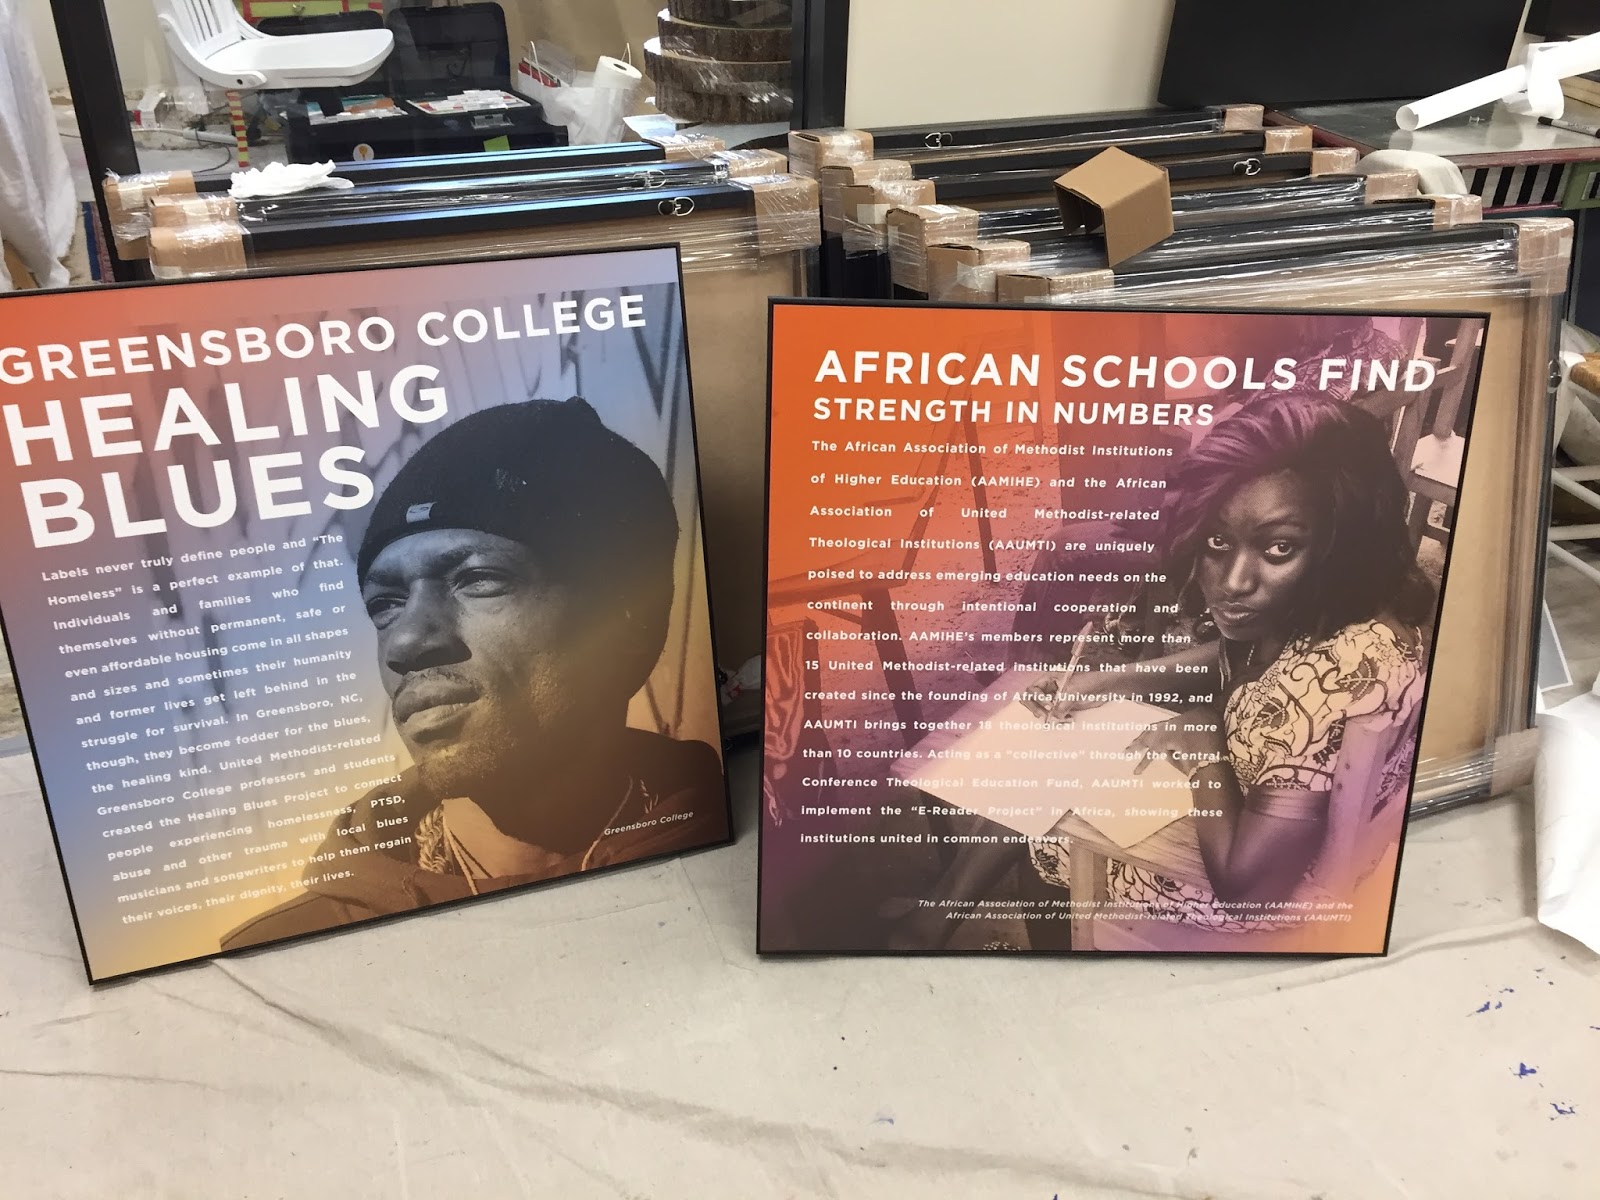 GREENSBORO COLLEGE
HEALING
BLUES
Labels never truly define people and “The
Homeless” is a perfect example of that.
Individuals and families who find
themselves without permanent, safe or
even affordable housing come in all shapes
and sizes and sometimes their humanity
and former lives get left behind in the
struggle for survival. In Greensboro, NC,
though, they become fodder for the blues,
the healing kind. United Methodist-related
Greensboro College professors and students
created the Healing Blues Project to connect
people experiencing homelessness, PTSD,
abuse and other trauma with local blues
musicians and songwriters to help them regain
their voices, their dignity, their lives.
Greensboro College
AFRICAN SCHOOLS FIND
STRENGTH IN NUMBERS
The African Association of Methodist Institutions
of Higher Education (AAMIHE) and the African
Association of United Methodist-related
Theological Institutions (AAUMTI) are uniquely
poised to address emerging education needs on the
continent through intentional cooperation and
collaboration. AAMIHE’s members represent more than
15 United Methodist-related institutions that have been
created since the founding of Africa University in 1992, and
AAUMTI brings together 18 theological institutions in more
than 10 countries. Acting as a “collective” through the Central
Conference Theological Education Fund, AAUMTI worked to
implement the “E-Reader Project” in Africa, showing these
institutions united in common endeavors.
The African Association of Methodist Institutions of Higher Education (AAMIHE) and the
African Association of United Methodist-related Theological Institutions (AAUMTI)